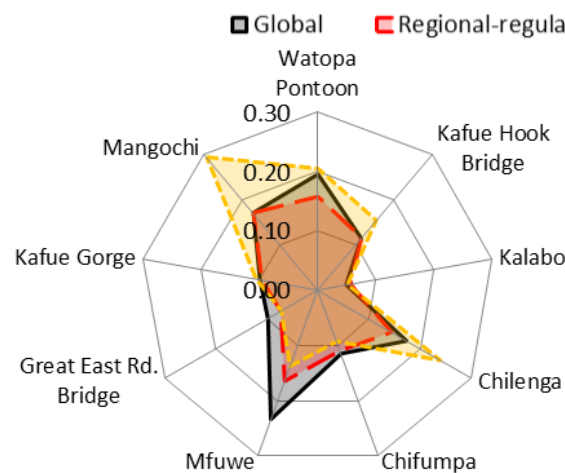 Global
Regional-regula
Watopa
Pontoon
0.30
Kafue Hook
Bridge
Mangochi
0.20
0.10
Kafue Gorge
Kalabo
0.00
Great East Rd.
Bridge
Chilenga
Mfuwe
Chifumpa